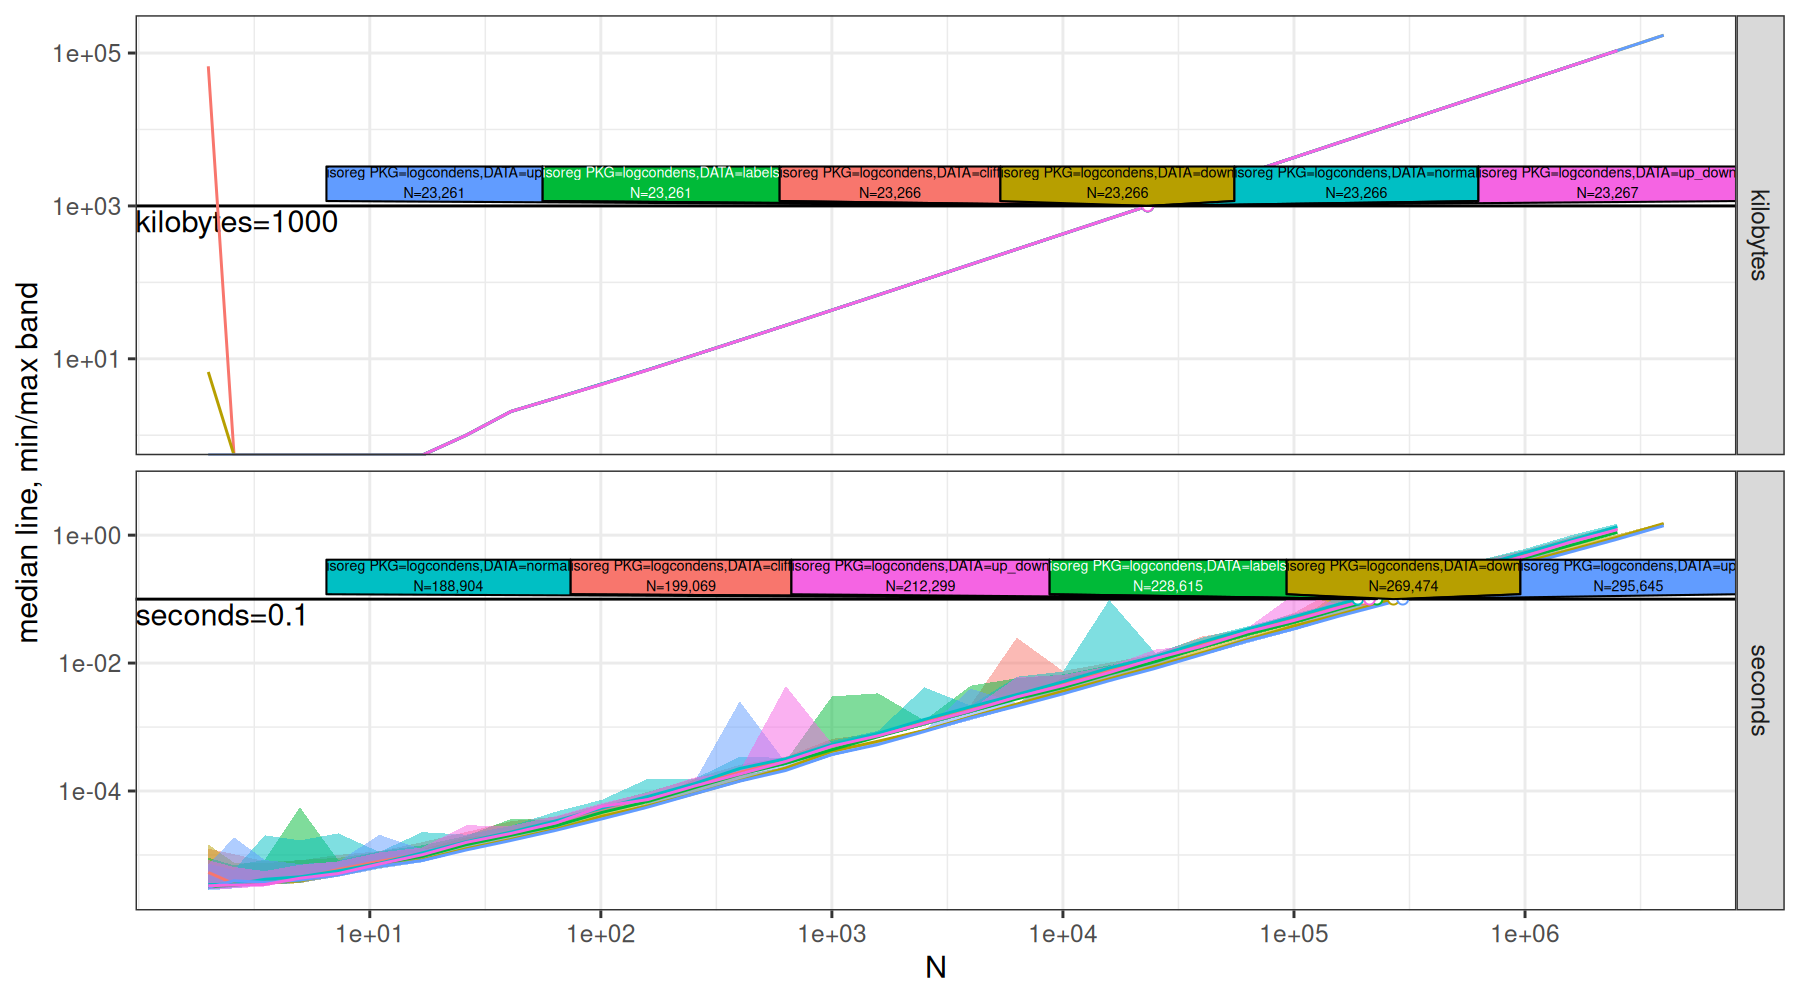 1e+05
isoreg PKG=logcondens,DATA=up
N=23,261
isoreg PKG=logcondens,DATA=labels
N=23,261
isoreg PKG=logcondens,DATA=cliff
N=23,266
isoreg PKG=logcondens,DATA=down
N=23,266
isoreg PKG=logcondens,DATA=normal
N=23,266
isoreg PKG=logcondens,DATA=up_down
N=23,267
1e+03
kilobytes=1000
1e+01
kilobytes
median line, min/max band
1e+00
isoreg PKG=logcondens,DATA=normal
N=188,904
isoreg PKG=logcondens,DATA=cliff
N=199,069
isoreg PKG=logcondens,DATA=up_down
N=212,299
isoreg PKG=logcondens,DATA=labels
N=228,615
isoreg PKG=logcondens,DATA=down
N=269,474
isoreg PKG=logcondens,DATA=up
N=295,645
seconds=0.1
1e-02
1e-04
seconds
1e+01
1e+02
1e+03
1e+04
1e+05
1e+06
N